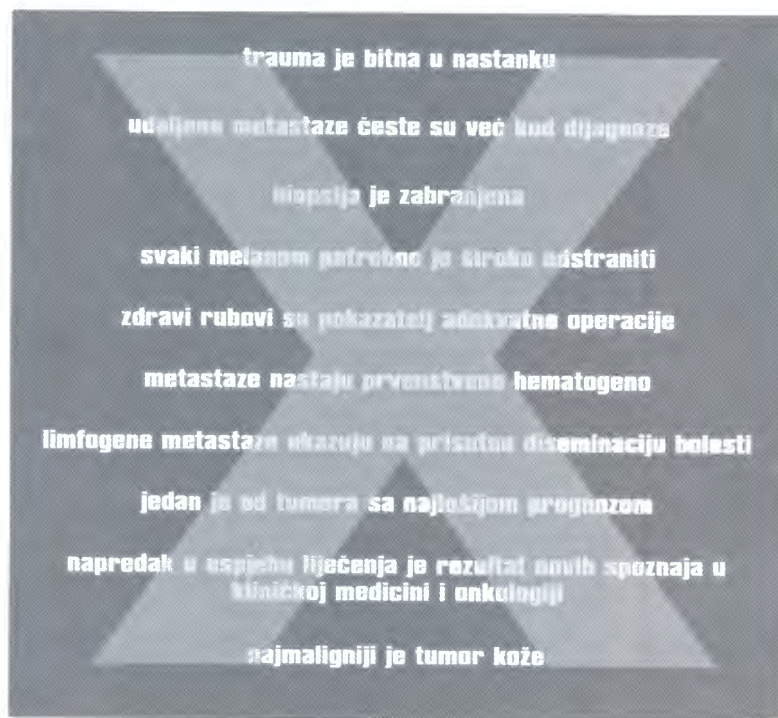 trauma je bitna u nastanku
udaljene metastaze česte su već kod dijagnoze
biopsija je zabranjena
svaki melanom potrebno je široko odstraniti
zdravi rubovi su pokazatelj adekvatne operacije
metastaze nastaju prvenstveno hematogeno
limfogene metastaze ukazuju na prisutnu diseminaciju bolesti
jedan je od tumora sa najlošijom prognozom
napredak u uspjehu liječenja je rezultat novih spoznaja u
kliničkoj medicini i onkologiji
najmaligniji je tumor kože